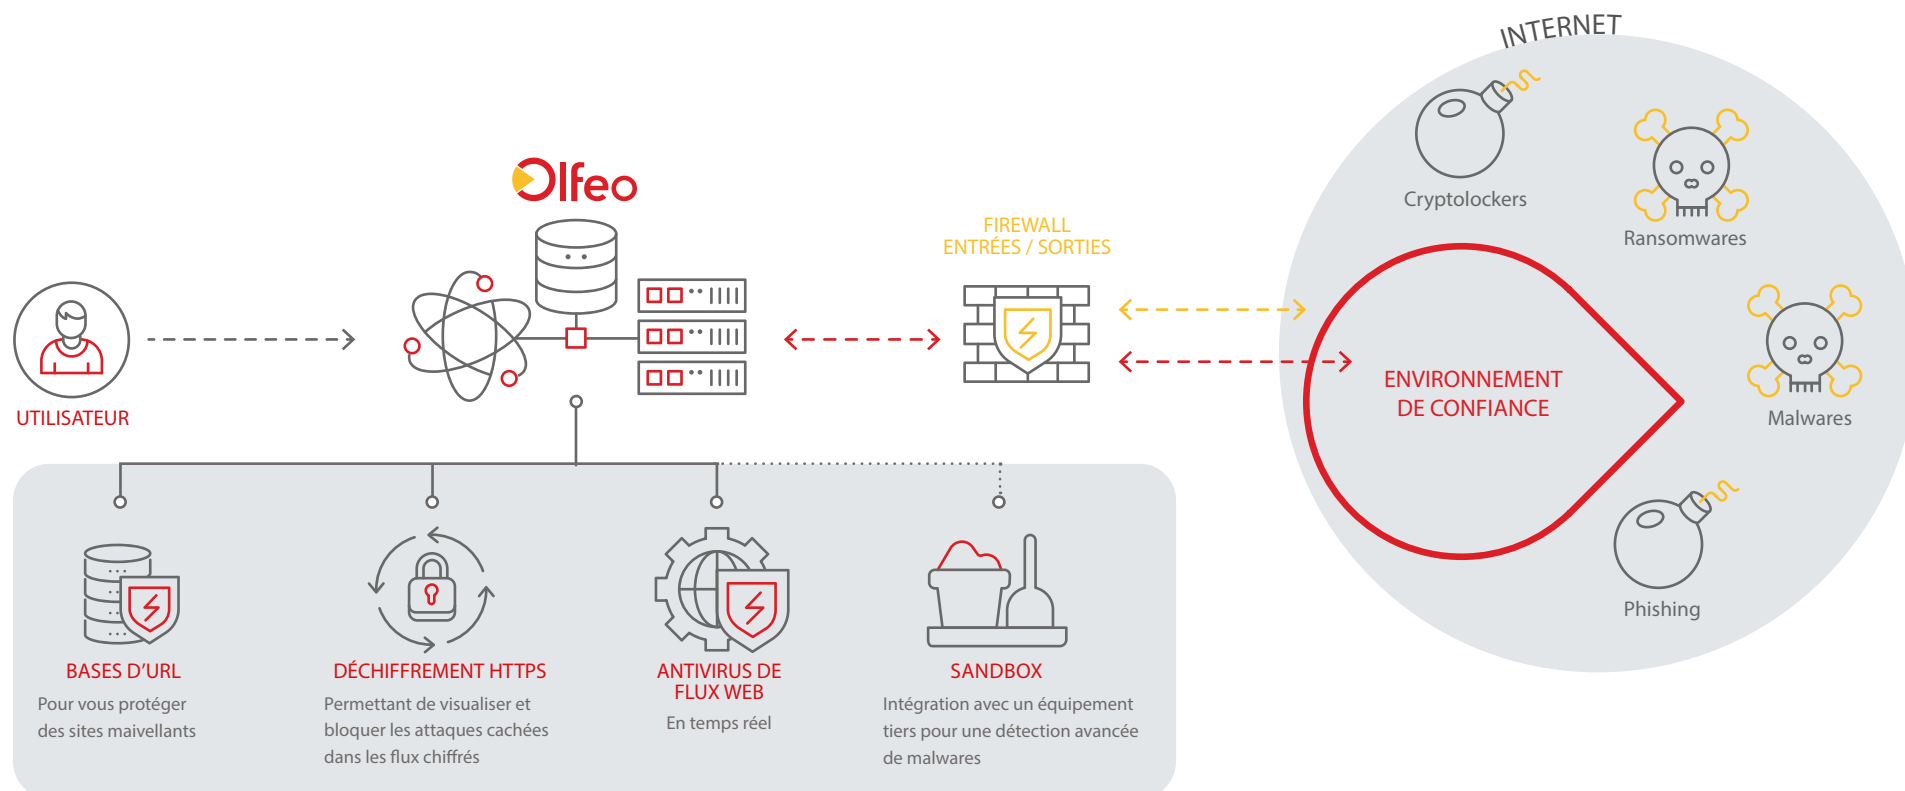 INTERNET
Olfeo
Cryptolockers
Ransomwares
FIREWALL
ENTRÉES / SORTIES
UTILISATEUR
ENVIRONNEMENT
DE CONFIANCE
Malwares
Phishing
BASES D’URL
Pour vous protéger
des sites maivellants
DÉCHIFFREMENT HTTPS
Permettant de visualiser et
bloquer les attaques cachées
dans les flux chiffrés
ANTIVIRUS DE
FLUX WEB
En temps réel
SANDBOX
Intégration avec un équipement
tiers pour une détection avancée
de malwares